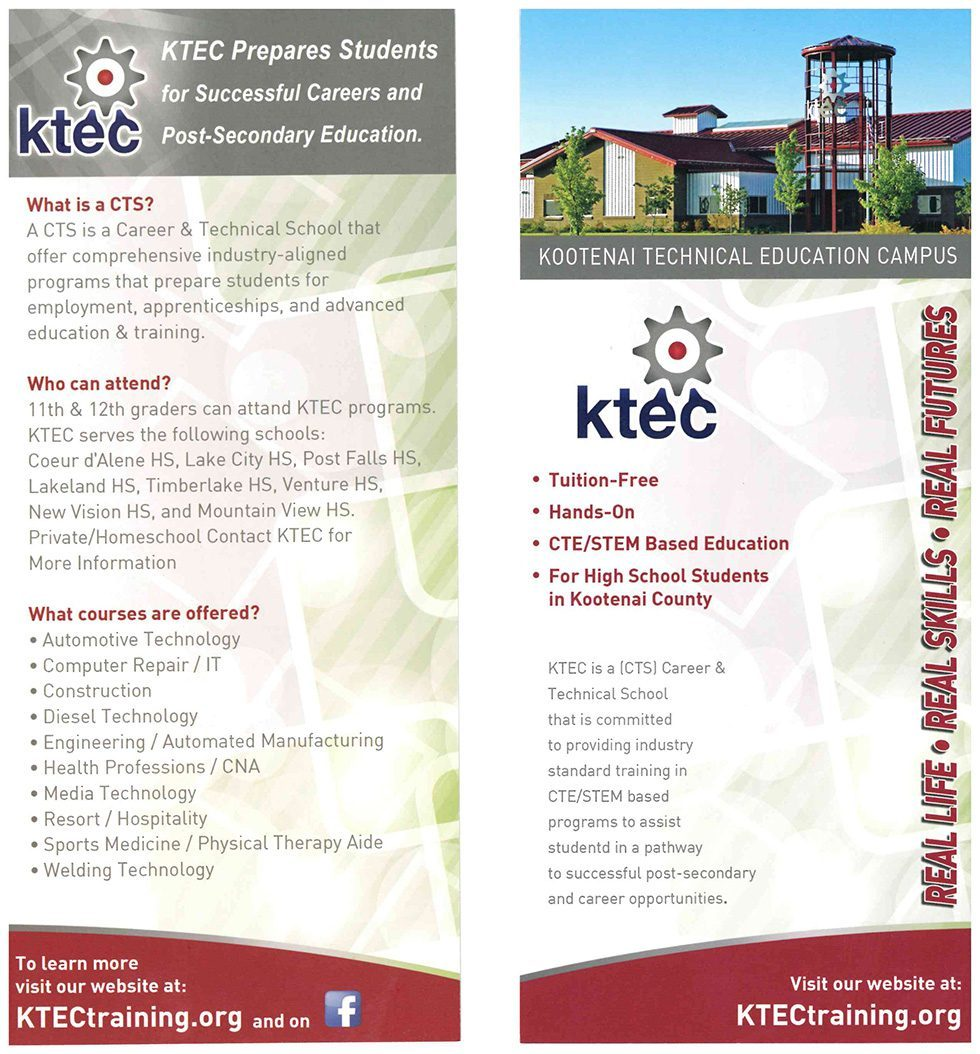 ktec
KTEC Prepares Students
for Successful Careers and
Post-Secondary Education.
What is a CTS?
A CTS is a Career & Technical School that
offer comprehensive industry-aligned
programs that prepare students for
employment, apprenticeships, and advanced
education & training.
Who can attend?
11th & 12th graders can attand KTEC programs.
KTEC serves the following schools:
Coeur d'Alene HS, Lake City HS, Post Falls HS,
Lakeland HS, Timberlake HS, Venture HS,
New Vision HS, and Mountain View HS.
Private/Homeschool Contact KTEC for
More Information
What courses are offered?
• Automotive Technology
• Computer Repair / IT
• Construction
• Diesel Technology
• Engineering / Automated Manufacturing
• Health Professions / CNA
• Media Technology
• Resort / Hospitality
• Sports Medicine / Physical Therapy Aide
• Welding Technology
To learn more
visit our website at:
KTECtraining.org and on f
ktec
KOOTENAI TECHNICAL EDUCATION CAMPUS
ktec
• Tuition-Free
• Hands-On
• CTE/STEM Based Education
• For High School Students
in Kootenai County
KTEC is a (CTS) Career &
Technical School
that is committed
to providing industry
standard training in
CTE/STEM based
programs to assist
studentd in a pathway
to successful post-secondary
and career opportunities.
REAL LIFE • REAL SKILLS • REAL FUTURES
Visit our website at:
KTECtraining.org